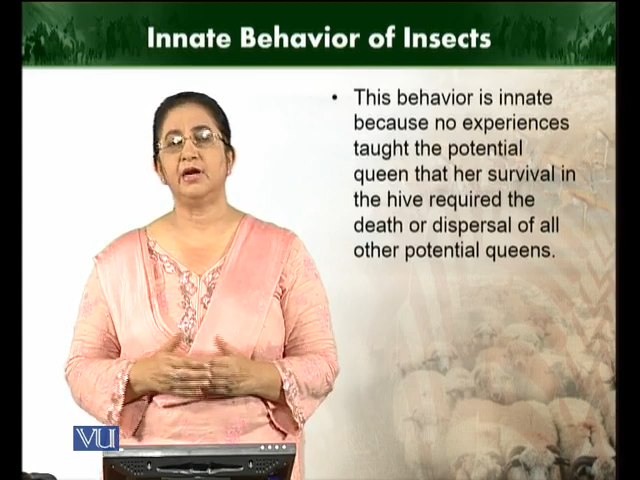 Innate Behavior of Insects
• This behavior is innate
because no experiences
taught the potential
queen that her survival in
the hive required the
death or dispersal of all
other potential queens.
VU